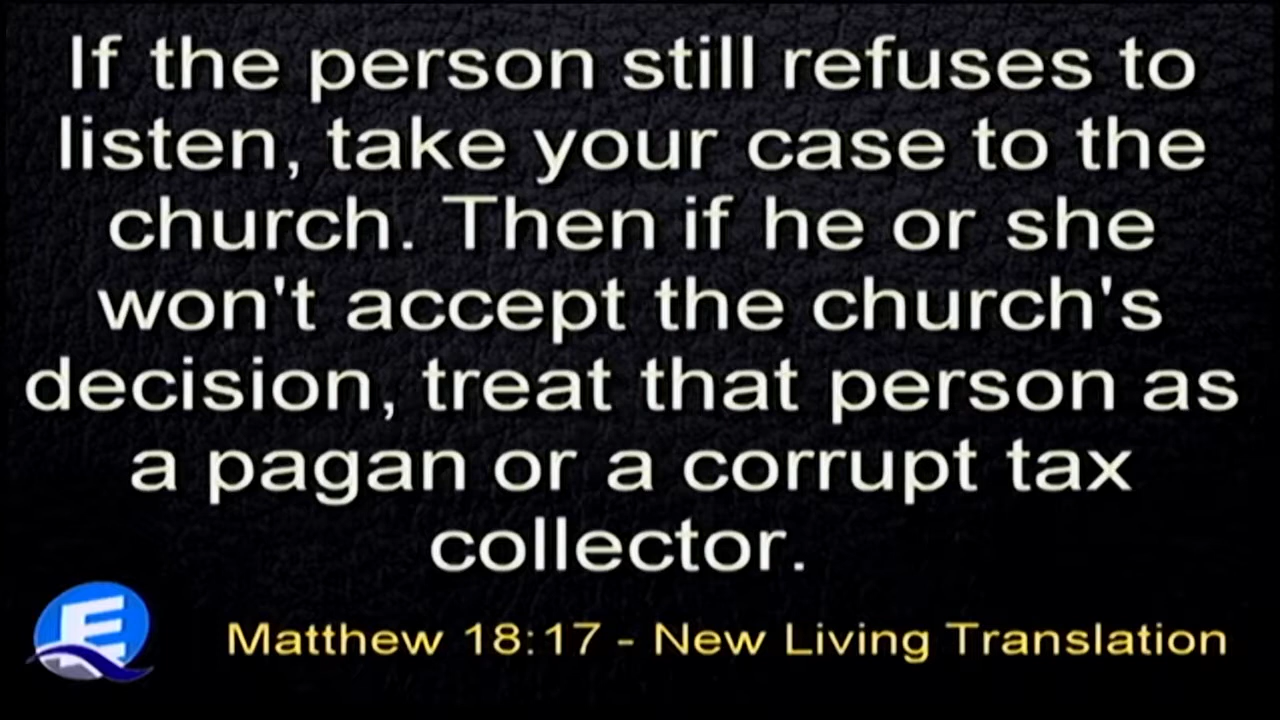 If the person still refuses to
listen, take your case to the
church. Then if he or she
won't accept the church's
decision, treat that person as
a pagan or a corrupt tax
collector.
E
Matthew 18:17 - New Living Translation